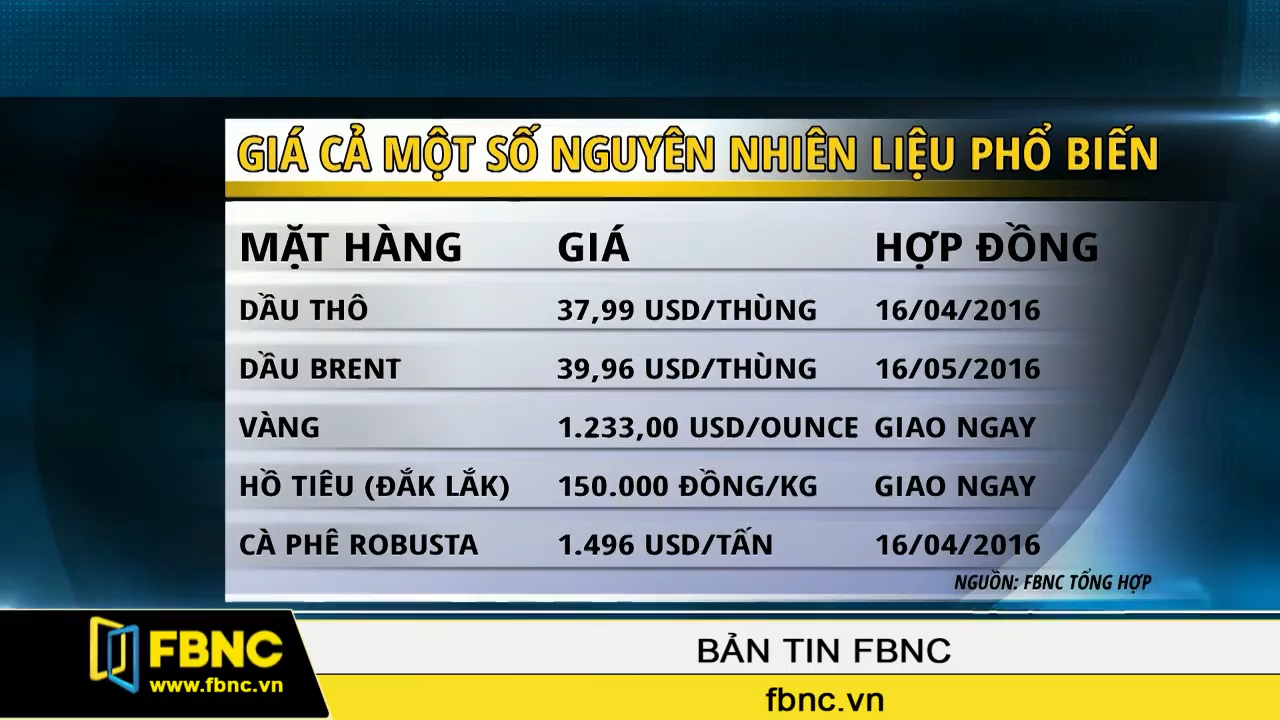 GIÁ CẢ MỘT SỐ NGUYÊN NHIÊN LIỆU PHỔ BIẾN
MẶT HÀNG GIÁ HỢP ĐỒNG
DẦU THÔ 37,99 USD/THÙNG 16/04/2016
DẦU BRENT 39,96 USD/THÙNG 16/05/2016
VÀNG 1.233,00 USD/OUNCE GIAO NGAY
HỒ TIÊU (ĐẮK LẮK) 150.000 ĐỒNG/KG GIAO NGAY
CÀ PHÊ ROBUSTA 1.496 USD/TẤN 16/04/2016
NGUỒN: FBNC TỔNG HỢP
FBNC
www.fbnc.vn
BẢN TIN FBNC
fbnc.vn